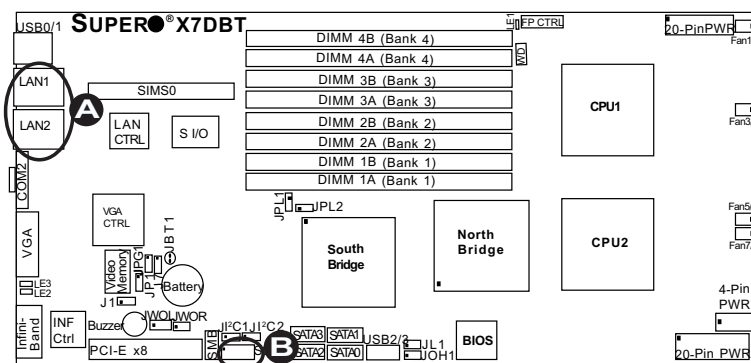 SUPER ® X7DBT
USB0/1
LE1
FP CTRL
20-PinPWR
Fan1
DIMM 4B (Bank 4)
DIMM 4A (Bank 4)
WD
LAN1
A
SIMS0
DIMM 3B (Bank 3)
DIMM 3A (Bank 3)
CPU1
Fan3
LAN2
LAN
CTRL
S I/O
DIMM 2B (Bank 2)
DIMM 2A (Bank 2)
DIMM 1B (Bank 1)
DIMM 1A (Bank 1)
COM2
JPL1
JPL2
VGA
CTRL
VGA
JBT1
JPG1
South
Bridge
North
Bridge
CPU2
Fan5
Fan7
Video
Memory
JP1
Battery
LE3
LE2
J1
4-Pin
PWR
Infini-
Band
INF
Ctrl
Buzzer
JWOL
JWOR
SMB
JI²C1
JI²C2
B
SATA3
SATA1
USB2/3
JL1
BIOS
PCI-E x8
SATA2
SATA0
JOH1
20-Pin PWR